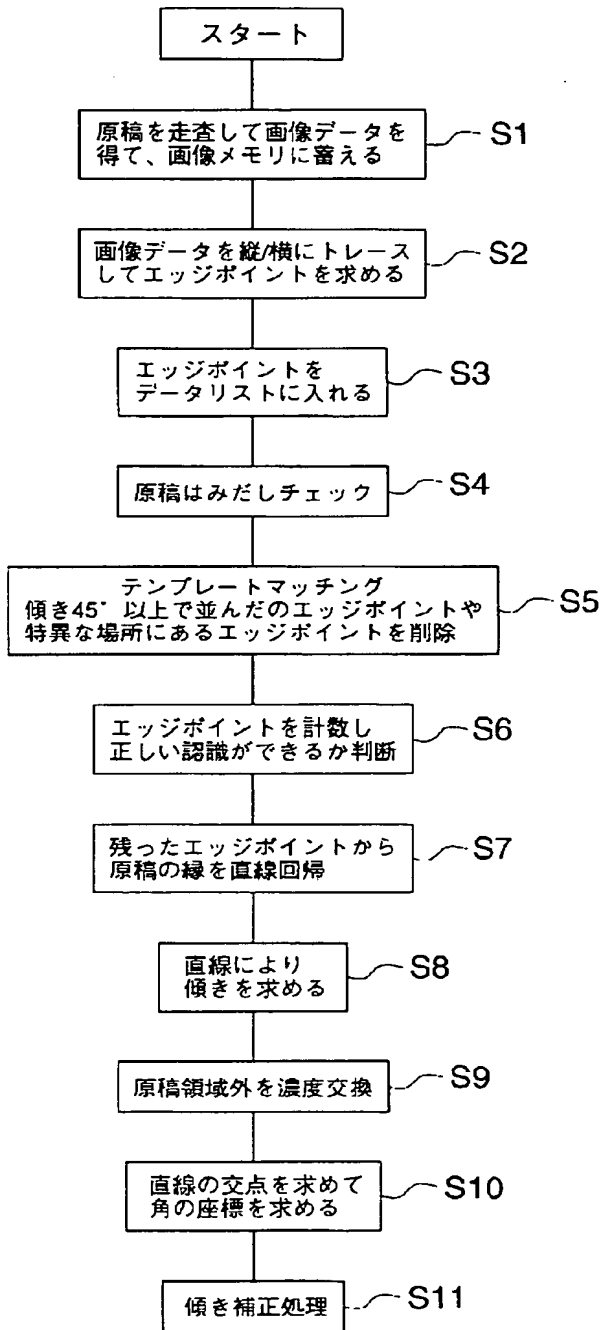 スタート
原稿を走査して画像データを
得て、画像メモリに蓄える
S1
画像データを縦/横にトレース
してエッジポイントを求める
S2
エッジポイントを
データリストに入れる
S3
原稿はみだしチェック
S4
テンプレートマッチング
傾き45°以上で並んだのエッジポイントや
特異な場所にあるエッジポイントを削除
S5
エッジポイントを計数し
正しい認識ができるか判断
S6
残ったエッジポイントから
原稿の縁を直線回帰
S7
直線により
傾きを求める
S8
原稿領域外を濃度交換
S9
直線の交点を求めて
角の座標を求める
S10
傾き補正処理
S11